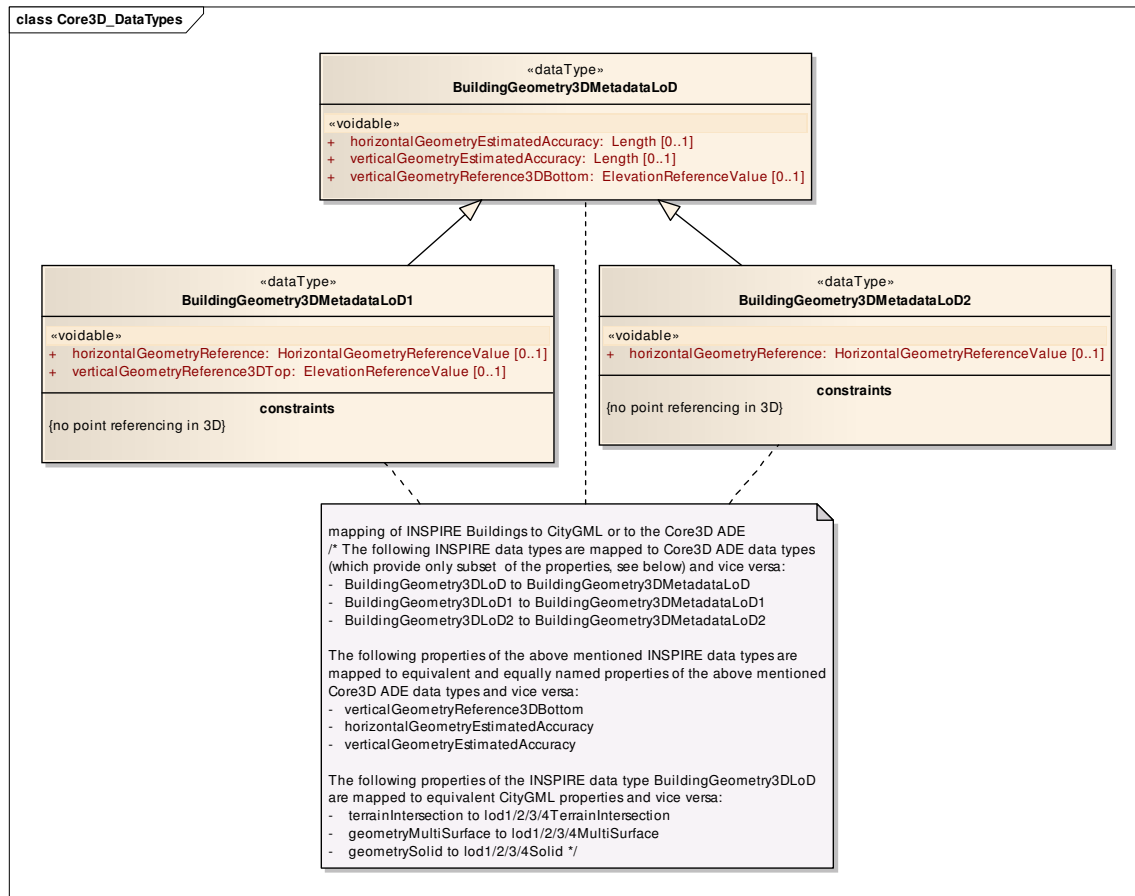 class Core3D_DataTypes
«dataType»
BuildingGeometry3DMetadataLoD
«voidable»
+ horizontalGeometryEstimatedAccuracy: Length [0..1]
+ verticalGeometryEstimatedAccuracy: Length [0..1]
+ verticalGeometryReference3DBottom: ElevationReferenceValue [0..1]
«dataType»
BuildingGeometry3DMetadataLoD1
«voidable»
+ horizontalGeometryReference: HorizontalGeometryReferenceValue [0..1]
+ verticalGeometryReference3DTop: ElevationReferenceValue [0..1]
constraints
{no point referencing in 3D}
«dataType»
BuildingGeometry3DMetadataLoD2
«voidable»
+ horizontalGeometryReference: HorizontalGeometryReferenceValue [0..1]
constraints
{no point referencing in 3D}
mapping of INSPIRE Buildings to CityGML or to the Core3D ADE
/* The following INSPIRE data types are mapped to Core3D ADE data types
(which provide only subset of the properties, see below) and vice versa:
- BuildingGeometry3DLoD to BuildingGeometry3DMetadataLoD
- BuildingGeometry3DLoD1 to BuildingGeometry3DMetadataLoD1
- BuildingGeometry3DLoD2 to BuildingGeometry3DMetadataLoD2
The following properties of the above mentioned INSPIRE data types are
mapped to equivalent and equally named properties of the above mentioned
Core3D ADE data types and vice versa:
- verticalGeometryReference3DBottom
- horizontalGeometryEstimatedAccuracy
- verticalGeometryEstimatedAccuracy
The following properties of the INSPIRE data type BuildingGeometry3DLoD
are mapped to equivalent CityGML properties and vice versa:
- terrainIntersection to lod1/2/3/4TerrainIntersection
- geometryMultiSurface to lod1/2/3/4MultiSurface
- geometrySolid to lod1/2/3/4Solid */